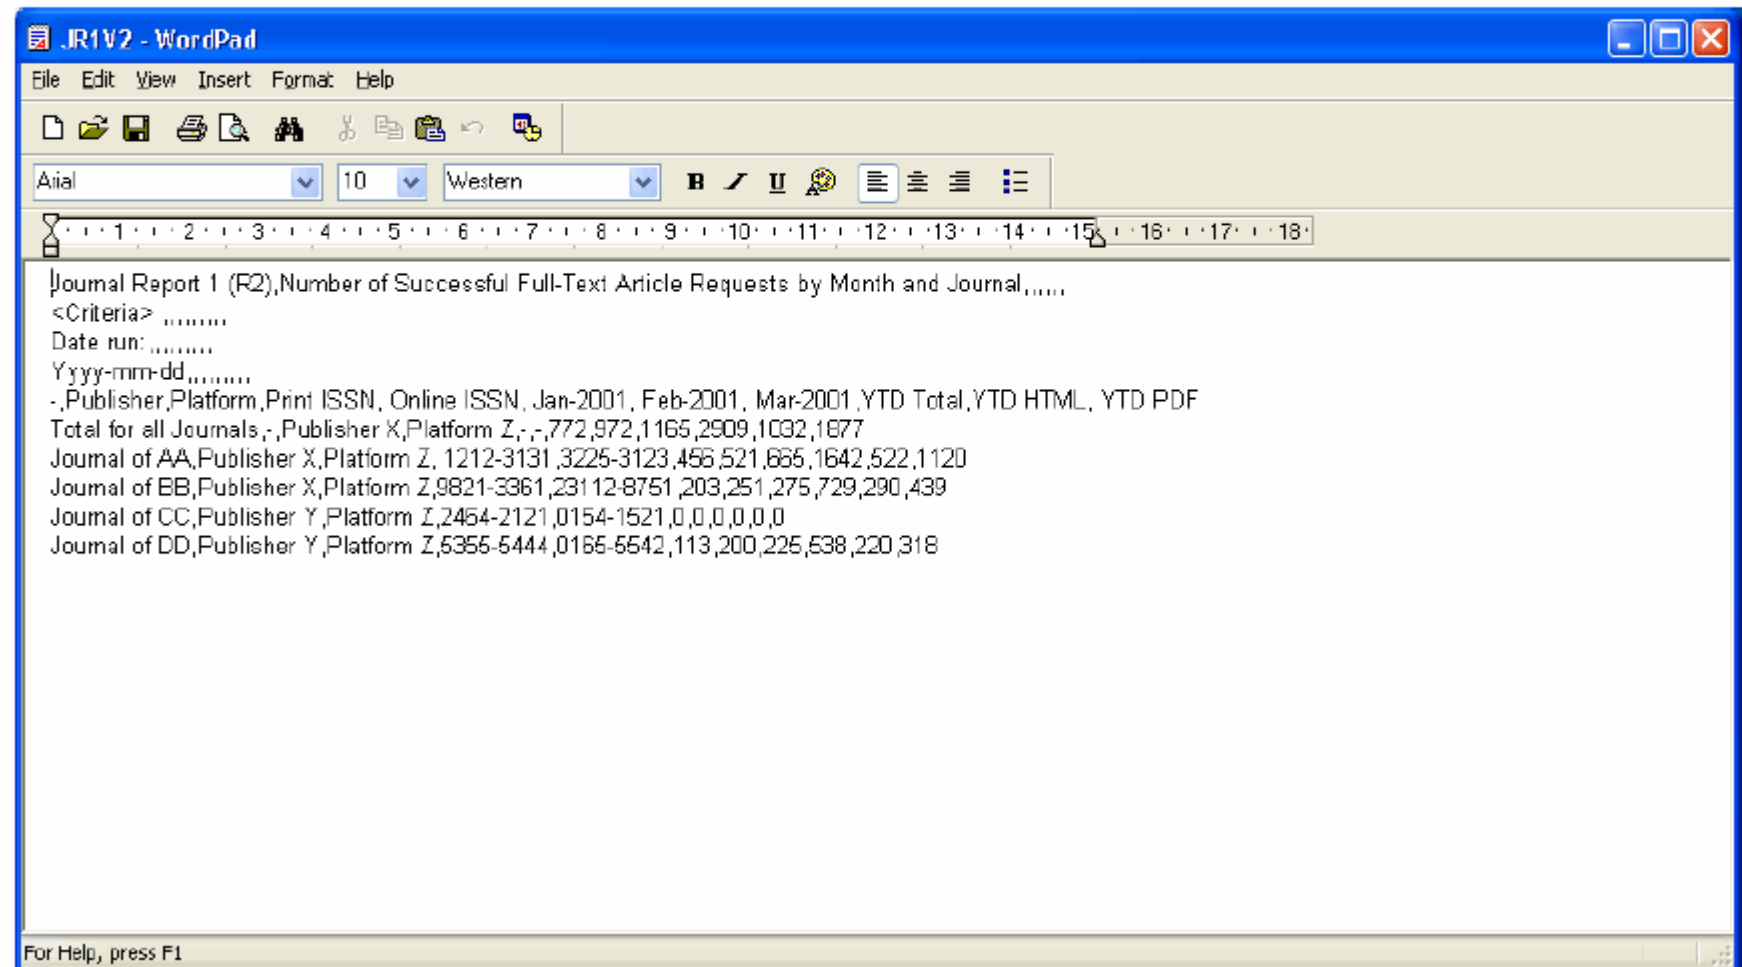 JR1V2 - WordPad
File Edit View Insert Format Help
Arial 10 Western B / U
1 2 3 4 5 6 7 8 9 10 11 12 13 14 15 16 17 18
Journal Report 1 (R2),Number of Successful Full-Text Article Requests by Month and Journal,,,,,
<Criteria> ,,,,,,,,,
Date run: ,,,,,,,,,
Yyyy-mm-dd,,,,,,,,,
-,Publisher,Platform,Print ISSN, Online ISSN, Jan-2001, Feb-2001, Mar-2001,YTD Total,YTD HTML, YTD PDF
Total for all Journals,-,Publisher X,Platform Z,-,-,772,972,1165,2909,1032,1877
Journal of AA,Publisher X,Platform Z, 1212-3131,3225-3123,456,521,665,1642,522,1120
Journal of BB,Publisher X,Platform Z,9821-3361,23112-8751,203,251,275,729,290,439
Journal of CC,Publisher Y,Platform Z,2464-2121,0154-1521,0,0,0,0,0,0
Journal of DD,Publisher Y,Platform Z,5355-5444,0165-5542,113,200,225,538,220,318
For Help, press F1